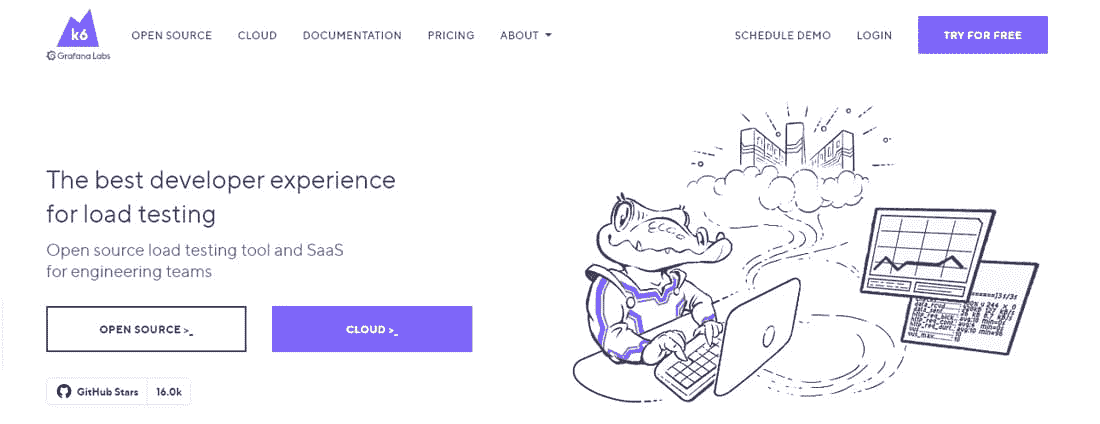 k6
Grafana Labs
OPEN SOURCE
CLOUD
DOCUMENTATION
PRICING
ABOUT
SCHEDULE DEMO
LOGIN
TRY FOR FREE
The best developer experience
for load testing
Open source load testing tool and SaaS
for engineering teams
OPEN SOURCE >_
CLOUD >_
GitHub Stars
16.0k